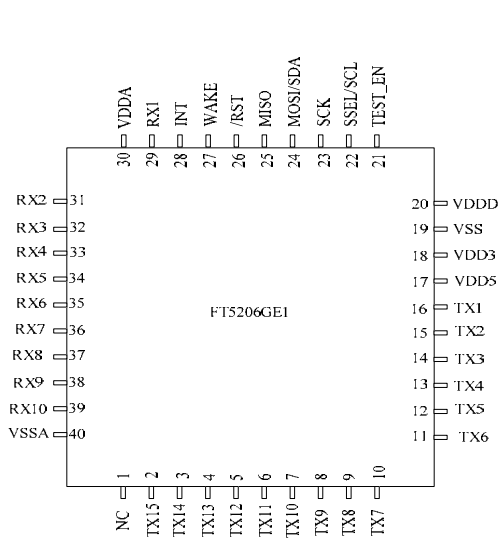 VDDA RX1 INT WAKE /RST MISO MOSI/SDA SCK SSEL/SCL TEST_EN
30 29 28 27 26 25 24 23 22 21
RX2 31
RX3 32
RX4 33
RX5 34
RX6 35
RX7 36
RX8 37
RX9 38
RX10 39
VSSA 40
FT5206GE1
20 VDDD
19 VSS
18 VDD3
17 VDD5
16 TX1
15 TX2
14 TX3
13 TX4
12 TX5
11 TX6
1 2 3 4 5 6 7 8 9 10
NC TX15 TX14 TX13 TX12 TX11 TX10 TX9 TX8 TX7